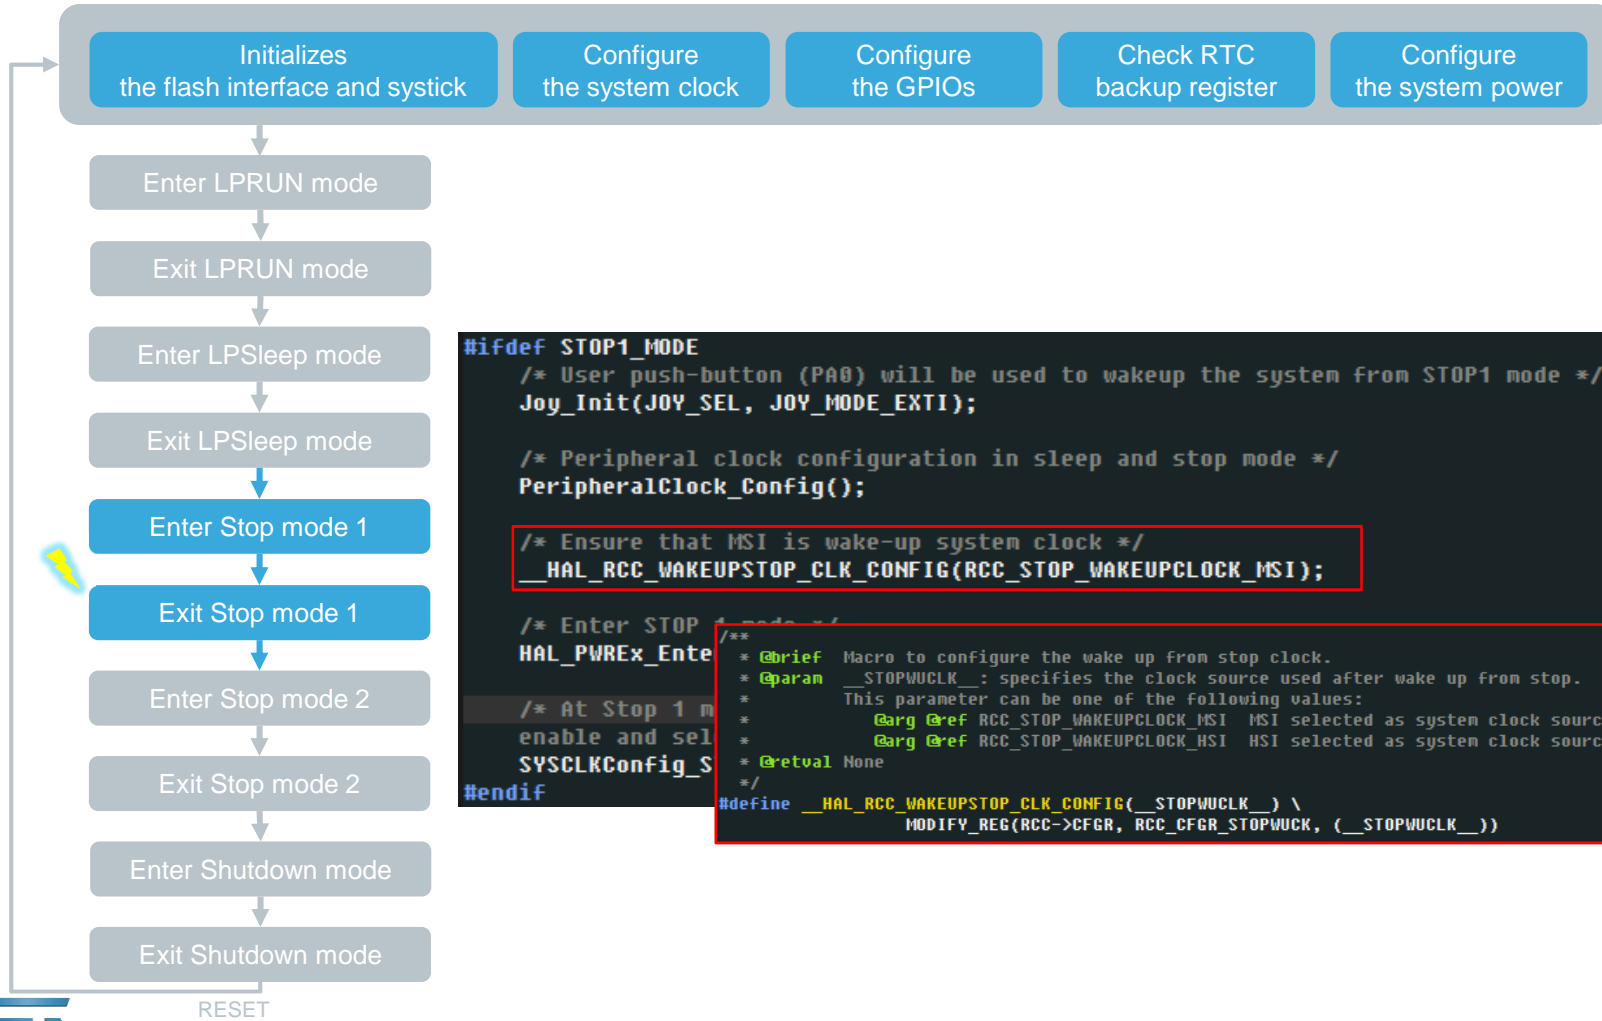 Initializes
the flash interface and systick
Configure
the system clock
Configure
the GPIOs
Check RTC
backup register
Configure
the system power
Enter LPRUN mode
Exit LPRUN mode
Enter LPSleep mode
Exit LPSleep mode
Enter Stop mode 1
Exit Stop mode 1
Enter Stop mode 2
Exit Stop mode 2
Enter Shutdown mode
Exit Shutdown mode
RESET
#ifdef STOP1_MODE
/* User push-button (PA0) will be used to wakeup the system from STOP1 mode */
Joy_Init(JOY_SEL, JOY_MODE_EXTI);
/* Peripheral clock configuration in sleep and stop mode */
PeripheralClock_Config();
/* Ensure that MSI is wake-up system clock */
__HAL_RCC_WAKEUPSTOP_CLK_CONFIG(RCC_STOP_WAKEUPCLOCK_MSI);
/* Enter STOP 1 mode */
HAL_PWREx_Ente
/* At Stop 1 m
enable and sel
SYSCLKConfig_S
#endif
/**
* @brief Macro to configure the wake up from stop clock.
* @param __STOPWUCLK__: specifies the clock source used after wake up from stop.
* This parameter can be one of the following values:
* @arg @ref RCC_STOP_WAKEUPCLOCK_MSI MSI selected as system clock sourc
* @arg @ref RCC_STOP_WAKEUPCLOCK_HSI HSI selected as system clock sourc
* @retval None
*/
#define __HAL_RCC_WAKEUPSTOP_CLK_CONFIG(__STOPWUCLK__) \
MODIFY_REG(RCC->CFGR, RCC_CFGR_STOPWUCK, (__STOPWUCLK__))